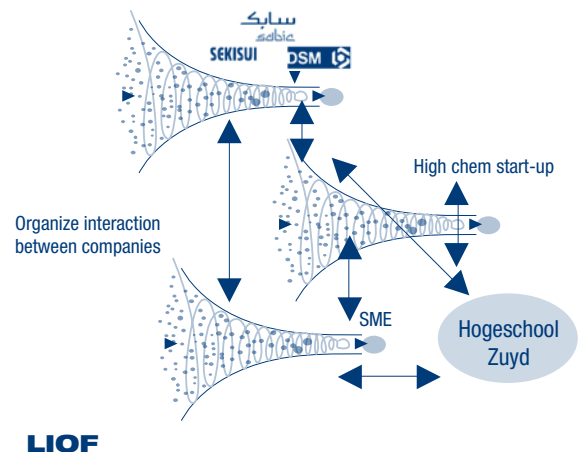 سابك
sabic
SEKISUI
DSM
High chem start-up
Organize interaction
between companies
SME
Hogeschool
Zuyd
LIOF